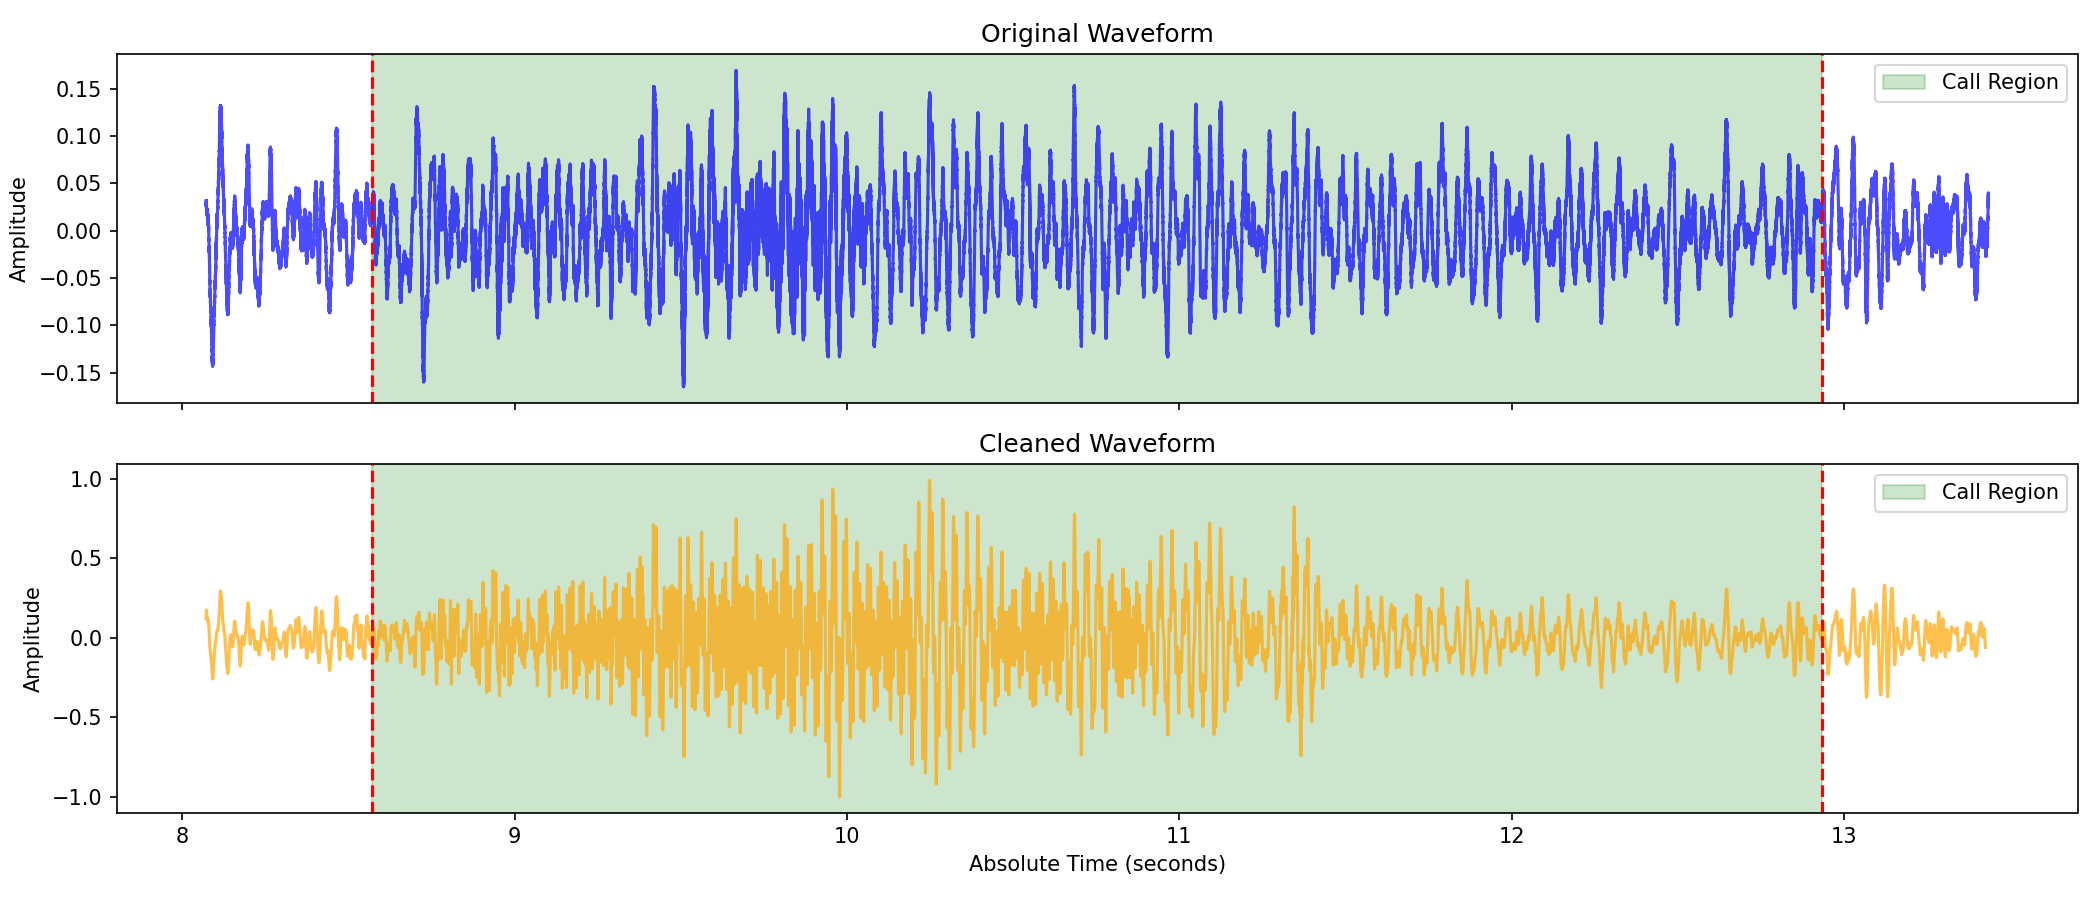 Original Waveform
Call Region
Amplitude
0.15
0.10
0.05
0.00
−0.05
−0.10
−0.15
Cleaned Waveform
Call Region
Amplitude
1.0
0.5
0.0
−0.5
−1.0
8 9 10 11 12 13
Absolute Time (seconds)